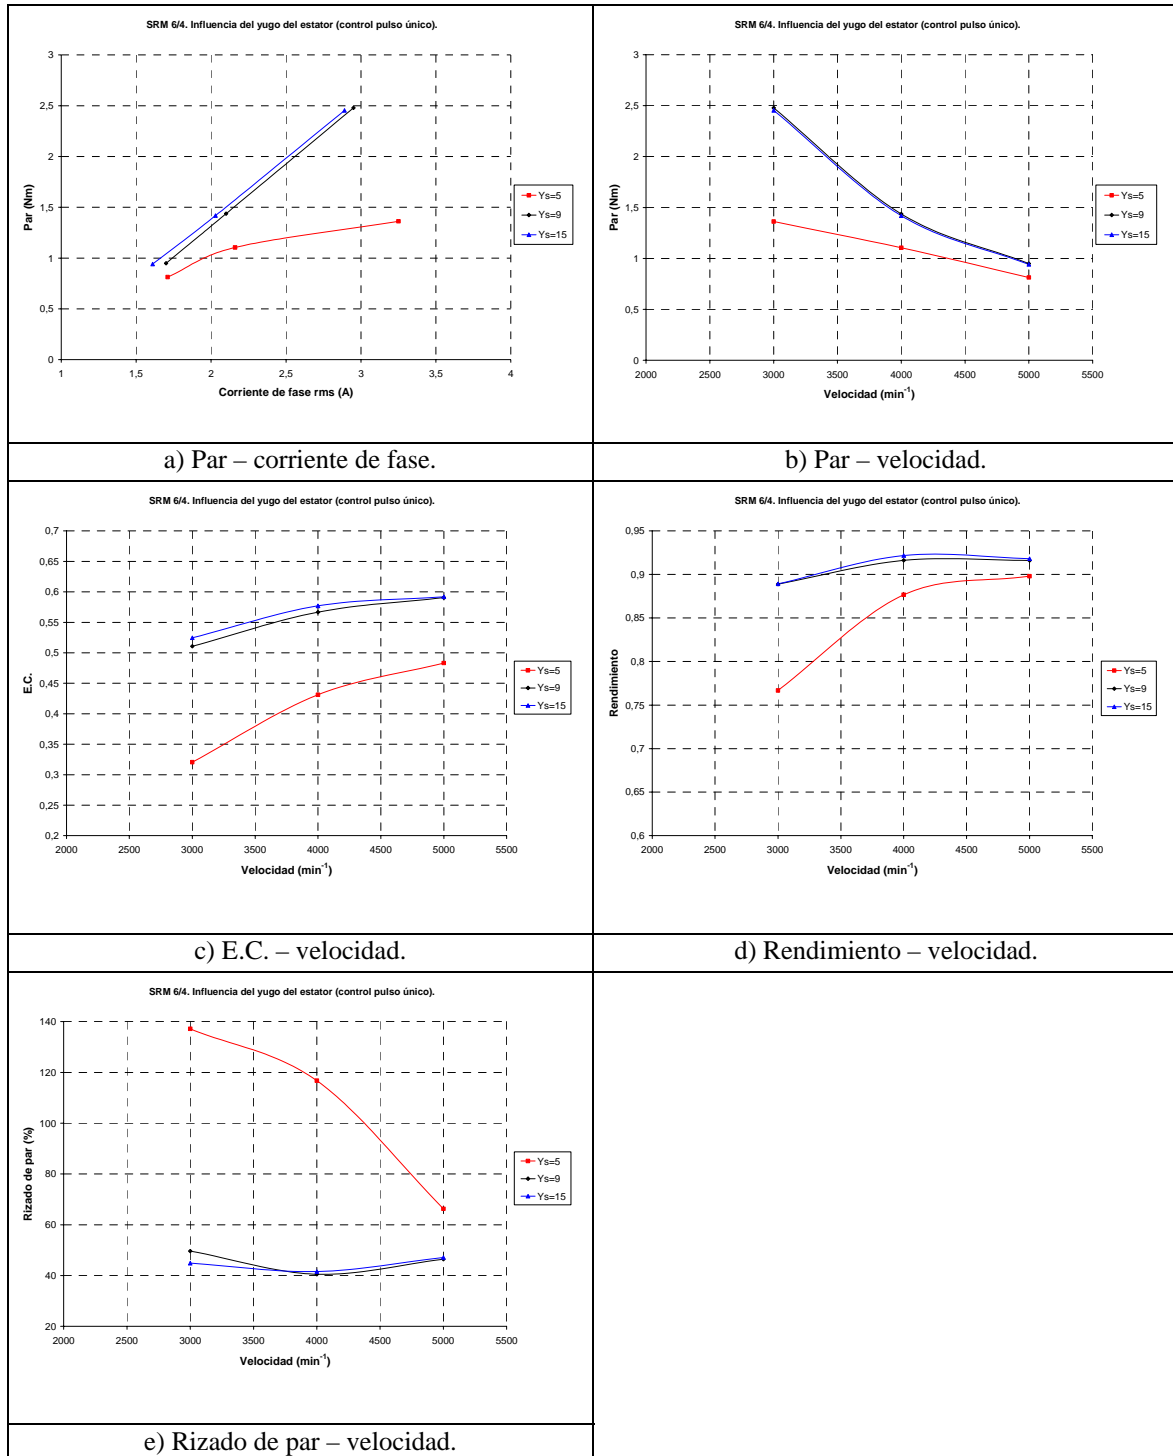 SRM 6/4. Influencia del yugo del estator (control pulso único).
3
2,5
2
1,5
1
0,5
0
Par (Nm)
1 1,5 2 2,5 3 3,5 4
Corriente de fase rms (A)
Ys=5
Ys=9
Ys=15
a) Par – corriente de fase.
SRM 6/4. Influencia del yugo del estator (control pulso único).
3
2,5
2
1,5
1
0,5
0
Par (Nm)
2000 2500 3000 3500 4000 4500 5000 5500
Velocidad (min⁻¹)
Ys=5
Ys=9
Ys=15
b) Par – velocidad.
SRM 6/4. Influencia del yugo del estator (control pulso único).
0,7
0,65
0,6
0,55
0,5
0,45
0,4
0,35
0,3
0,25
0,2
E.C.
2000 2500 3000 3500 4000 4500 5000 5500
Velocidad (min⁻¹)
Ys=5
Ys=9
Ys=15
c) E.C. – velocidad.
SRM 6/4. Influencia del yugo del estator (control pulso único).
0,95
0,9
0,85
0,8
0,75
0,7
0,65
0,6
Rendimiento
2000 2500 3000 3500 4000 4500 5000 5500
Velocidad (min⁻¹)
Ys=5
Ys=9
Ys=15
d) Rendimiento – velocidad.
SRM 6/4. Influencia del yugo del estator (control pulso único).
140
120
100
80
60
40
20
Rizado de par (%)
2000 2500 3000 3500 4000 4500 5000 5500
Velocidad (min⁻¹)
Ys=5
Ys=9
Ys=15
e) Rizado de par – velocidad.